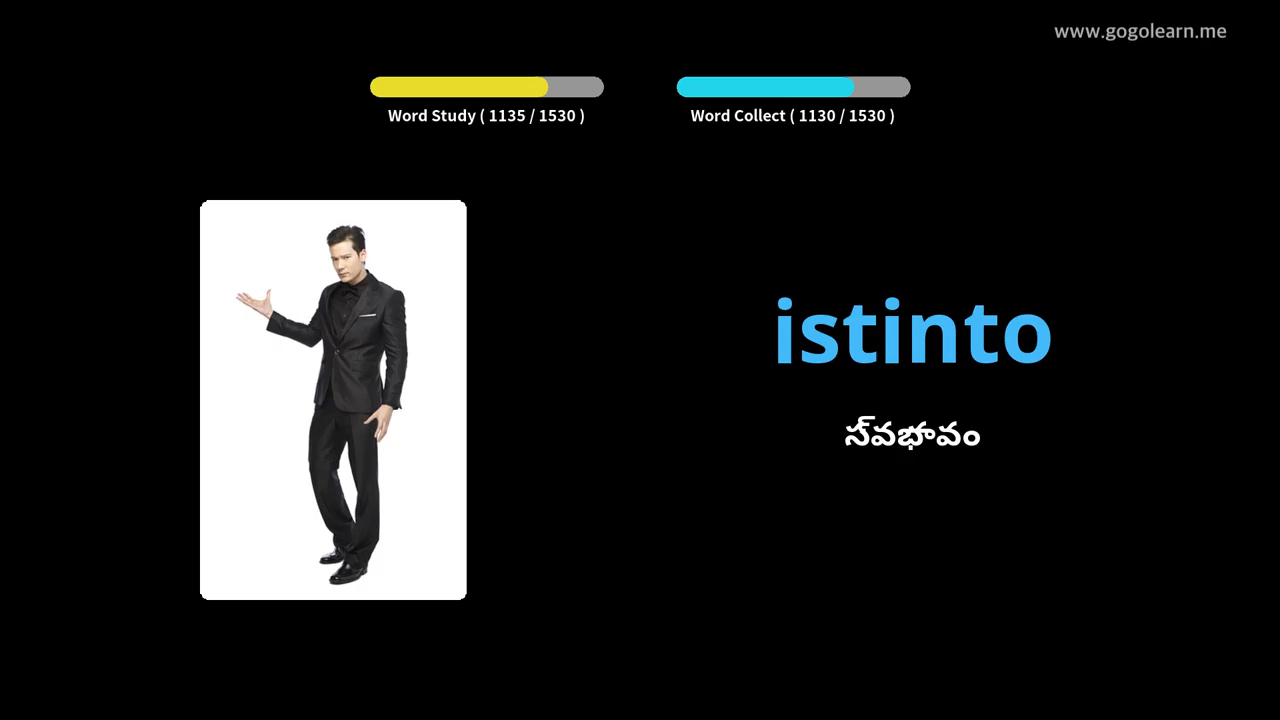 www.gogolearn.me
Word Study ( 1135 / 1530 )
Word Collect ( 1130 / 1530 )
istinto
స్‌వభావం